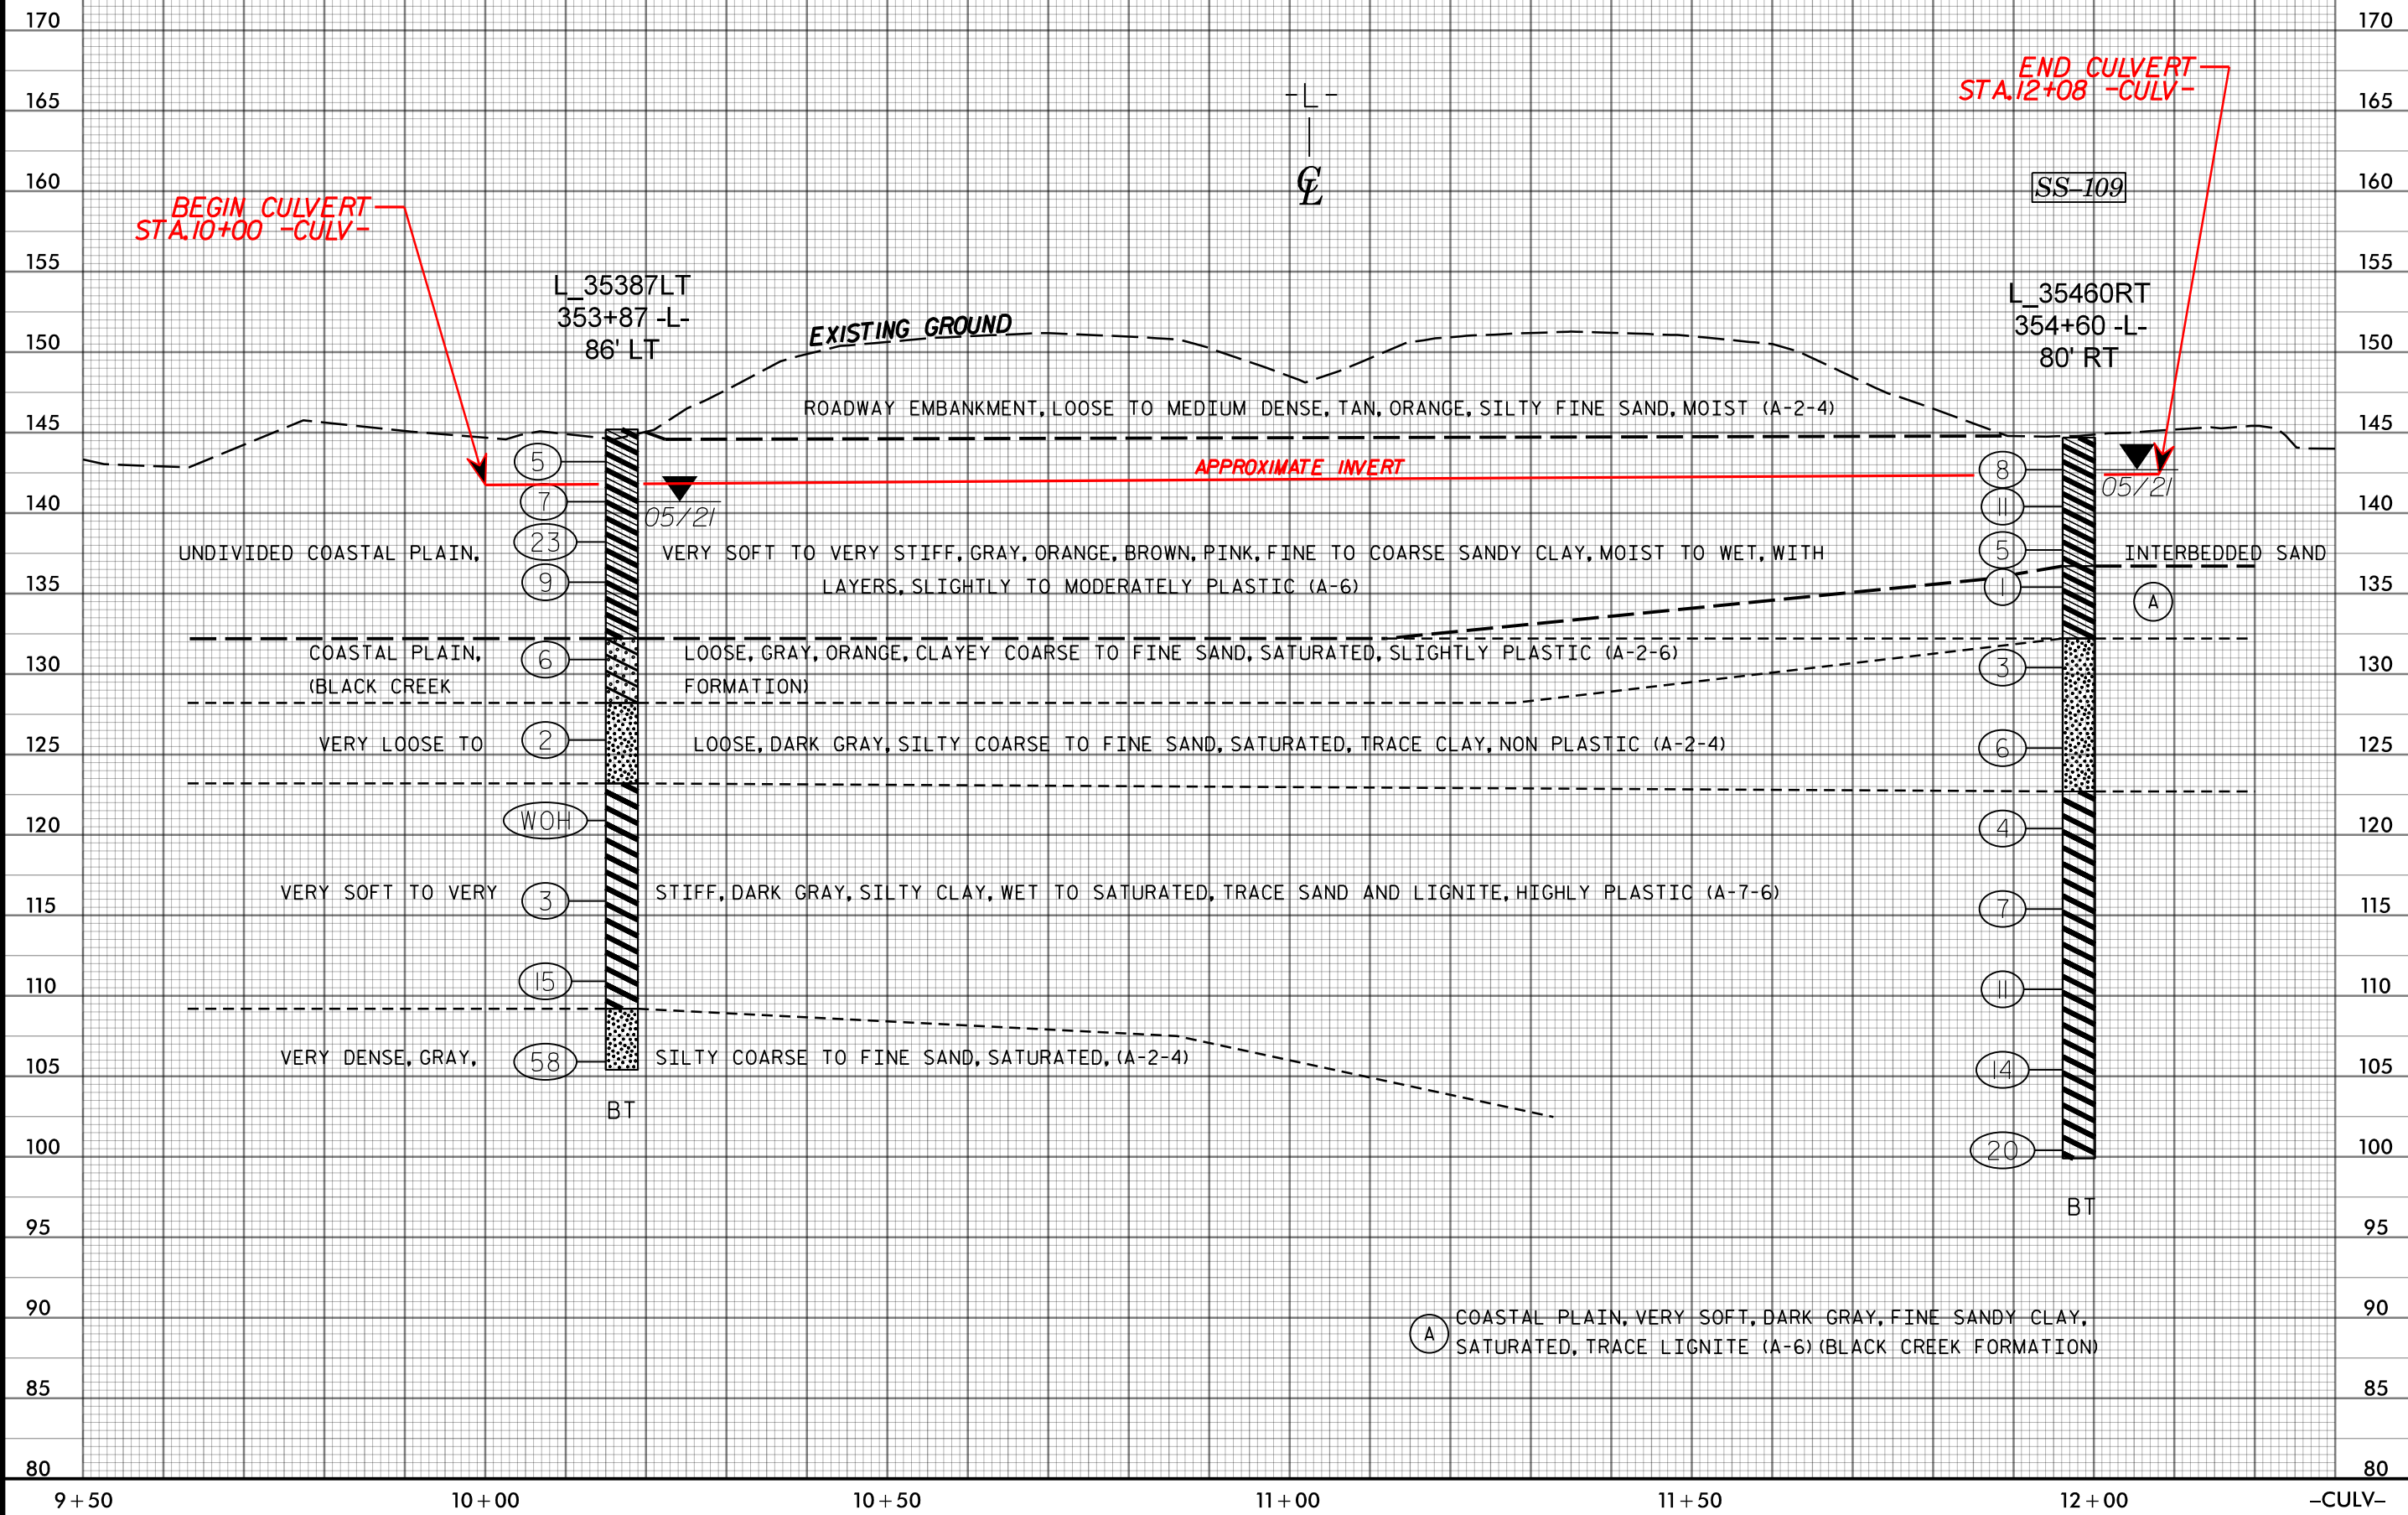 170 170
165 165
160 160
155 155
150 150
145 145
140 140
135 135
130 130
125 125
120 120
115 115
110 110
105 105
100 100
95 95
90 90
85 85
80 80
-L-
CL
END CULVERT
STA.12+08 -CULV-
SS-109
BEGIN CULVERT
STA.10+00 -CULV-
L_35387LT
353+87 -L-
86' LT
L_35460RT
354+60 -L-
80' RT
EXISTING GROUND
ROADWAY EMBANKMENT, LOOSE TO MEDIUM DENSE, TAN, ORANGE, SILTY FINE SAND, MOIST (A-2-4)
APPROXIMATE INVERT
5
7
23
9
6
2
WOH
3
15
58
BT
05/21
8
11
5
1
3
6
4
7
11
14
20
BT
05/21
UNDIVIDED COASTAL PLAIN, VERY SOFT TO VERY STIFF, GRAY, ORANGE, BROWN, PINK, FINE TO COARSE SANDY CLAY, MOIST TO WET, WITH INTERBEDDED SAND
LAYERS, SLIGHTLY TO MODERATELY PLASTIC (A-6)
A
COASTAL PLAIN, LOOSE, GRAY, ORANGE, CLAYEY COARSE TO FINE SAND, SATURATED, SLIGHTLY PLASTIC (A-2-6)
(BLACK CREEK FORMATION)
VERY LOOSE TO LOOSE, DARK GRAY, SILTY COARSE TO FINE SAND, SATURATED, TRACE CLAY, NON PLASTIC (A-2-4)
VERY SOFT TO VERY STIFF, DARK GRAY, SILTY CLAY, WET TO SATURATED, TRACE SAND AND LIGNITE, HIGHLY PLASTIC (A-7-6)
VERY DENSE, GRAY, SILTY COARSE TO FINE SAND, SATURATED, (A-2-4)
A COASTAL PLAIN, VERY SOFT, DARK GRAY, FINE SANDY CLAY,
SATURATED, TRACE LIGNITE (A-6) (BLACK CREEK FORMATION)
9+50 10+00 10+50 11+00 11+50 12+00 -CULV-